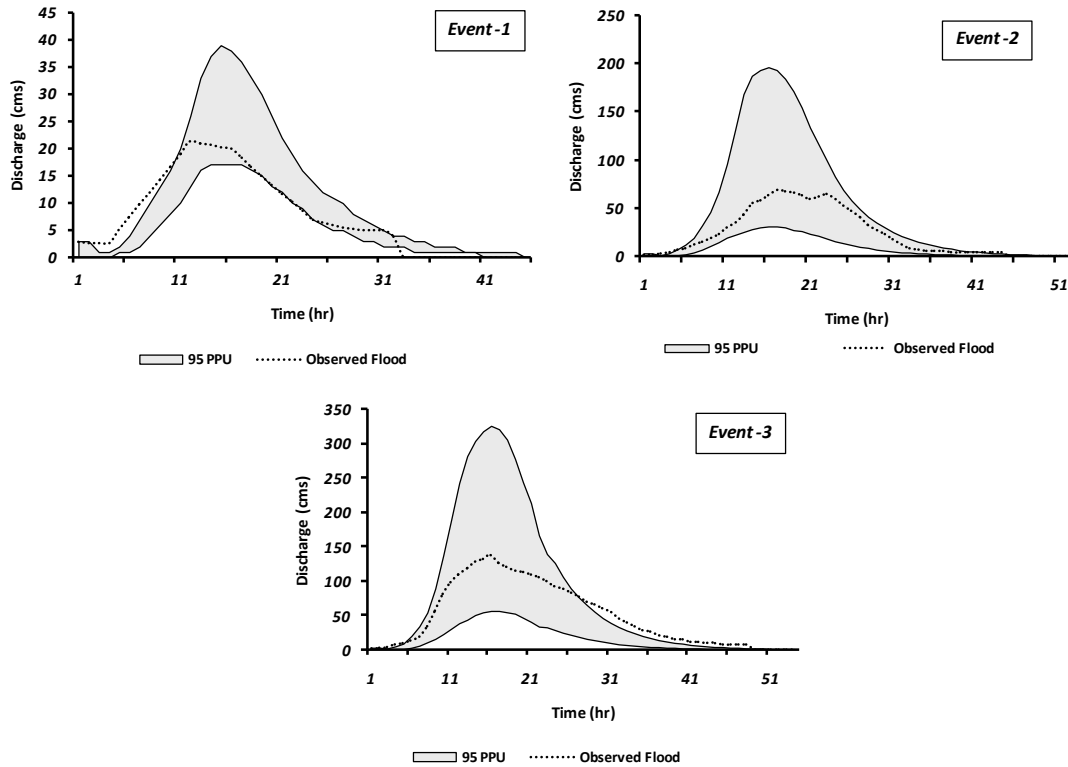 Event -1
Discharge (cms)
45
40
35
30
25
20
15
10
5
0
1 11 21 31 41
Time (hr)
95 PPU Observed Flood
Event -2
Discharge (cms)
250
200
150
100
50
0
1 11 21 31 41 51
Time (hr)
95 PPU Observed Flood
Event -3
Discharge (cms)
350
300
250
200
150
100
50
0
1 11 21 31 41 51
Time (hr)
95 PPU Observed Flood